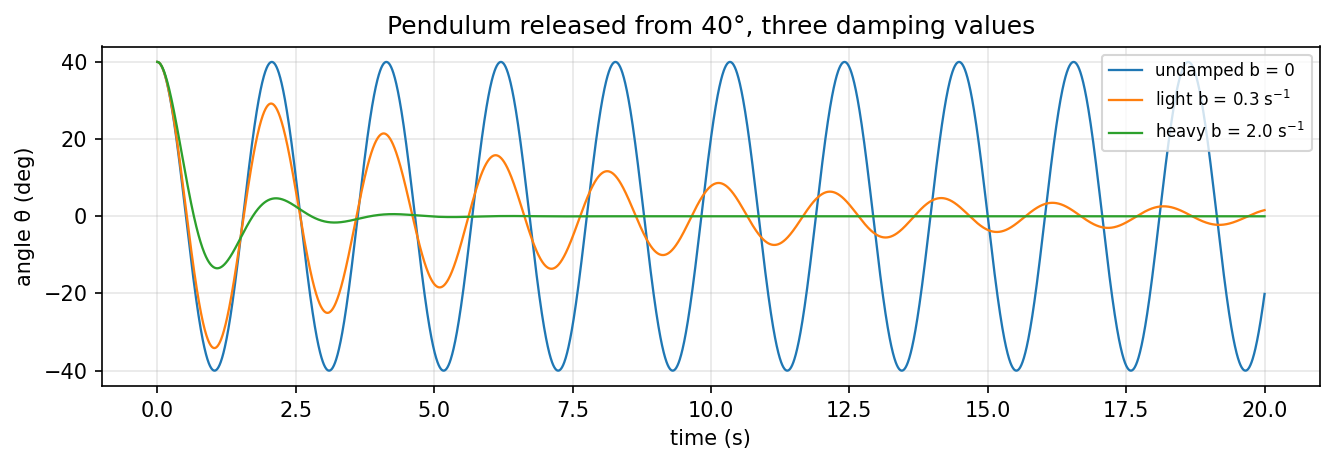 Pendulum released from 40°, three damping values
angle θ (deg)
40
20
0
−20
−40
undamped b = 0
light b = 0.3 s⁻¹
heavy b = 2.0 s⁻¹
0.0 2.5 5.0 7.5 10.0 12.5 15.0 17.5 20.0
time (s)